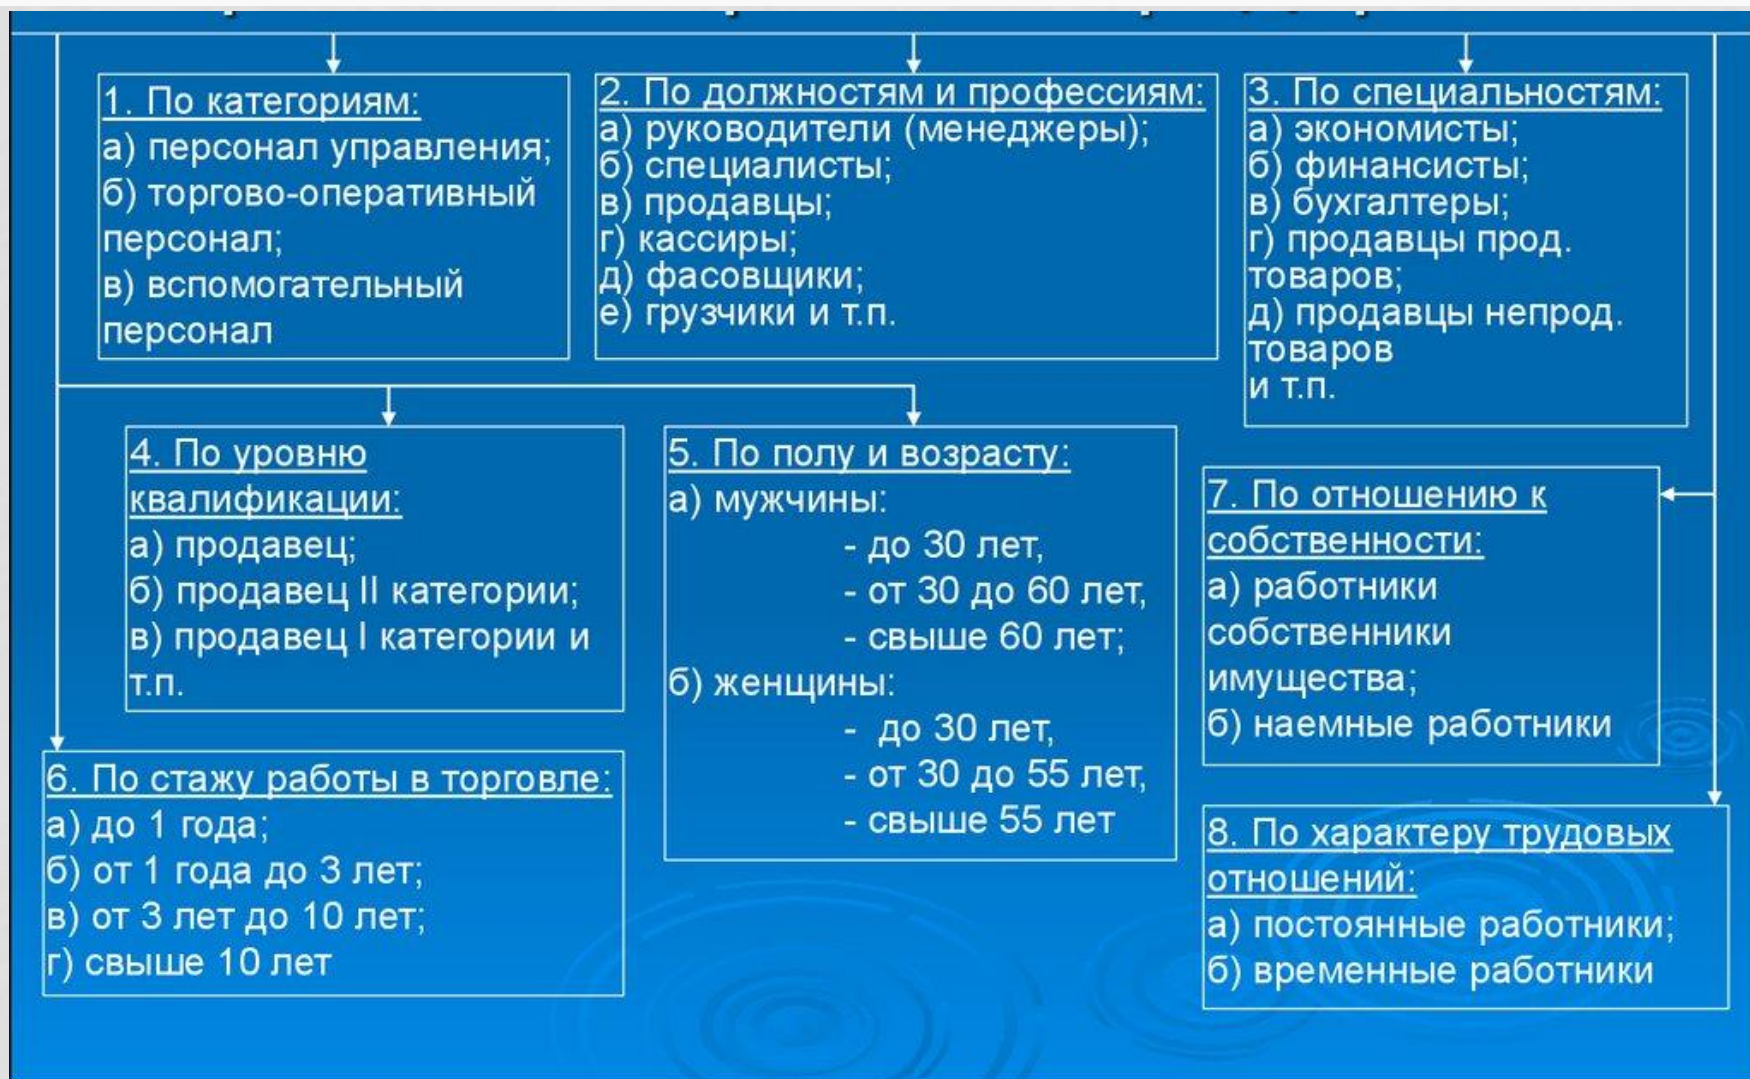 1. По категориям:
а) персонал управления;
б) торгово-оперативный
персонал;
в) вспомогательный
персонал
2. По должностям и профессиям:
а) руководители (менеджеры);
б) специалисты;
в) продавцы;
г) кассиры;
д) фасовщики;
е) грузчики и т.п.
3. По специальностям:
а) экономисты;
б) финансисты;
в) бухгалтеры;
г) продавцы прод.
товаров;
д) продавцы непрод.
товаров
и т.п.
4. По уровню
квалификации:
а) продавец;
б) продавец II категории;
в) продавец I категории и
т.п.
5. По полу и возрасту:
а) мужчины:
- до 30 лет,
- от 30 до 60 лет,
- свыше 60 лет;
б) женщины:
- до 30 лет,
- от 30 до 55 лет,
- свыше 55 лет
6. По стажу работы в торговле:
а) до 1 года;
б) от 1 года до 3 лет;
в) от 3 лет до 10 лет;
г) свыше 10 лет
7. По отношению к
собственности:
а) работники
собственники
имущества;
б) наемные работники
8. По характеру трудовых
отношений:
а) постоянные работники;
б) временные работники